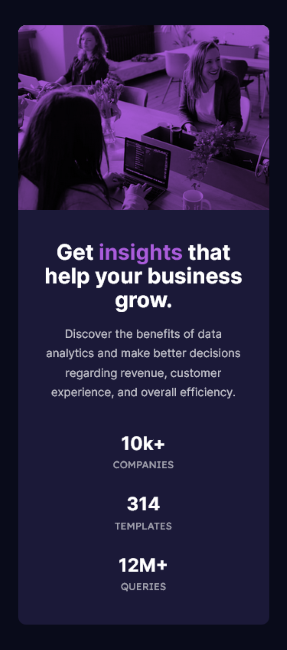 Get insights that
help your business
grow.
Discover the benefits of data
analytics and make better decisions
regarding revenue, customer
experience, and overall efficiency.
10k+
COMPANIES
314
TEMPLATES
12M+
QUERIES